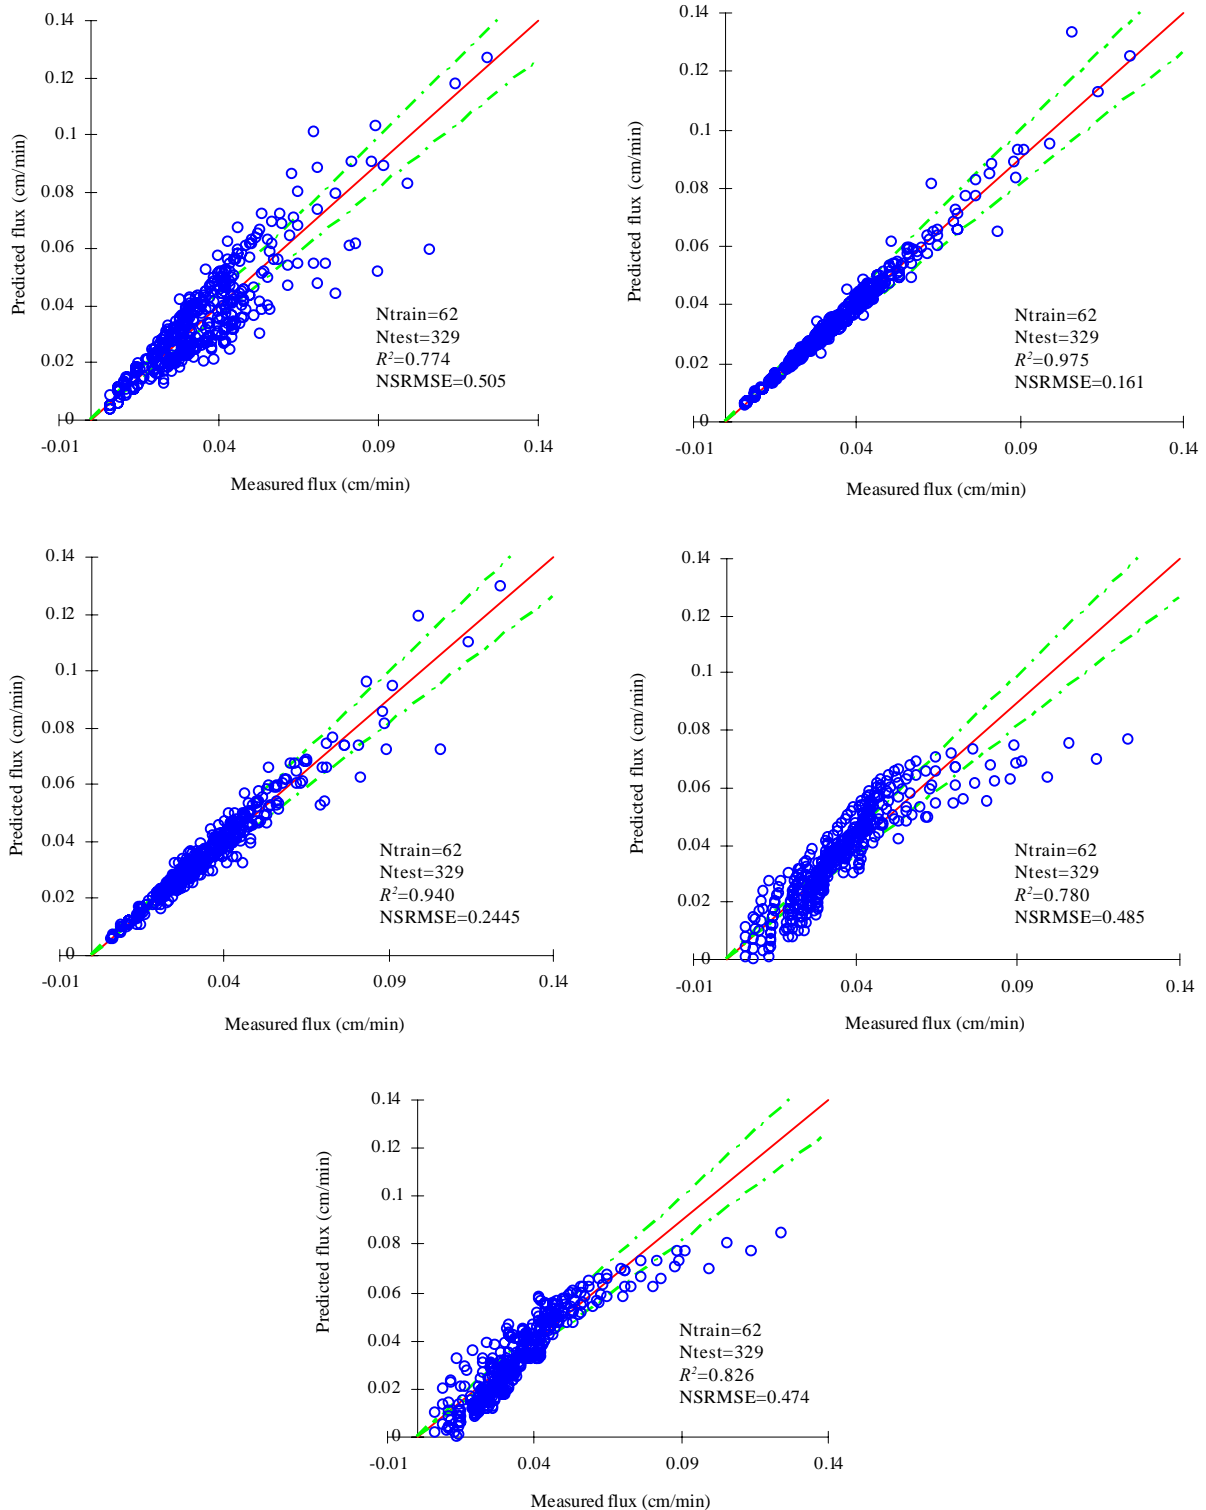 0.14
0.12
0.1
0.08
0.06
0.04
0.02
0
-0.01 0.04 0.09 0.14
Predicted flux (cm/min)
Measured flux (cm/min)
Ntrain=62
Ntest=329
R²=0.774
NSRMSE=0.505
0.14
0.12
0.1
0.08
0.06
0.04
0.02
0
-0.01 0.04 0.09 0.14
Predicted flux (cm/min)
Measured flux (cm/min)
Ntrain=62
Ntest=329
R²=0.975
NSRMSE=0.161
0.14
0.12
0.1
0.08
0.06
0.04
0.02
0
-0.01 0.04 0.09 0.14
Predicted flux (cm/min)
Measured flux (cm/min)
Ntrain=62
Ntest=329
R²=0.940
NSRMSE=0.2445
0.14
0.12
0.1
0.08
0.06
0.04
0.02
0
-0.01 0.04 0.09 0.14
Predicted flux (cm/min)
Measured flux (cm/min)
Ntrain=62
Ntest=329
R²=0.780
NSRMSE=0.485
0.14
0.12
0.1
0.08
0.06
0.04
0.02
0
-0.01 0.04 0.09 0.14
Predicted flux (cm/min)
Measured flux (cm/min)
Ntrain=62
Ntest=329
R²=0.826
NSRMSE=0.474